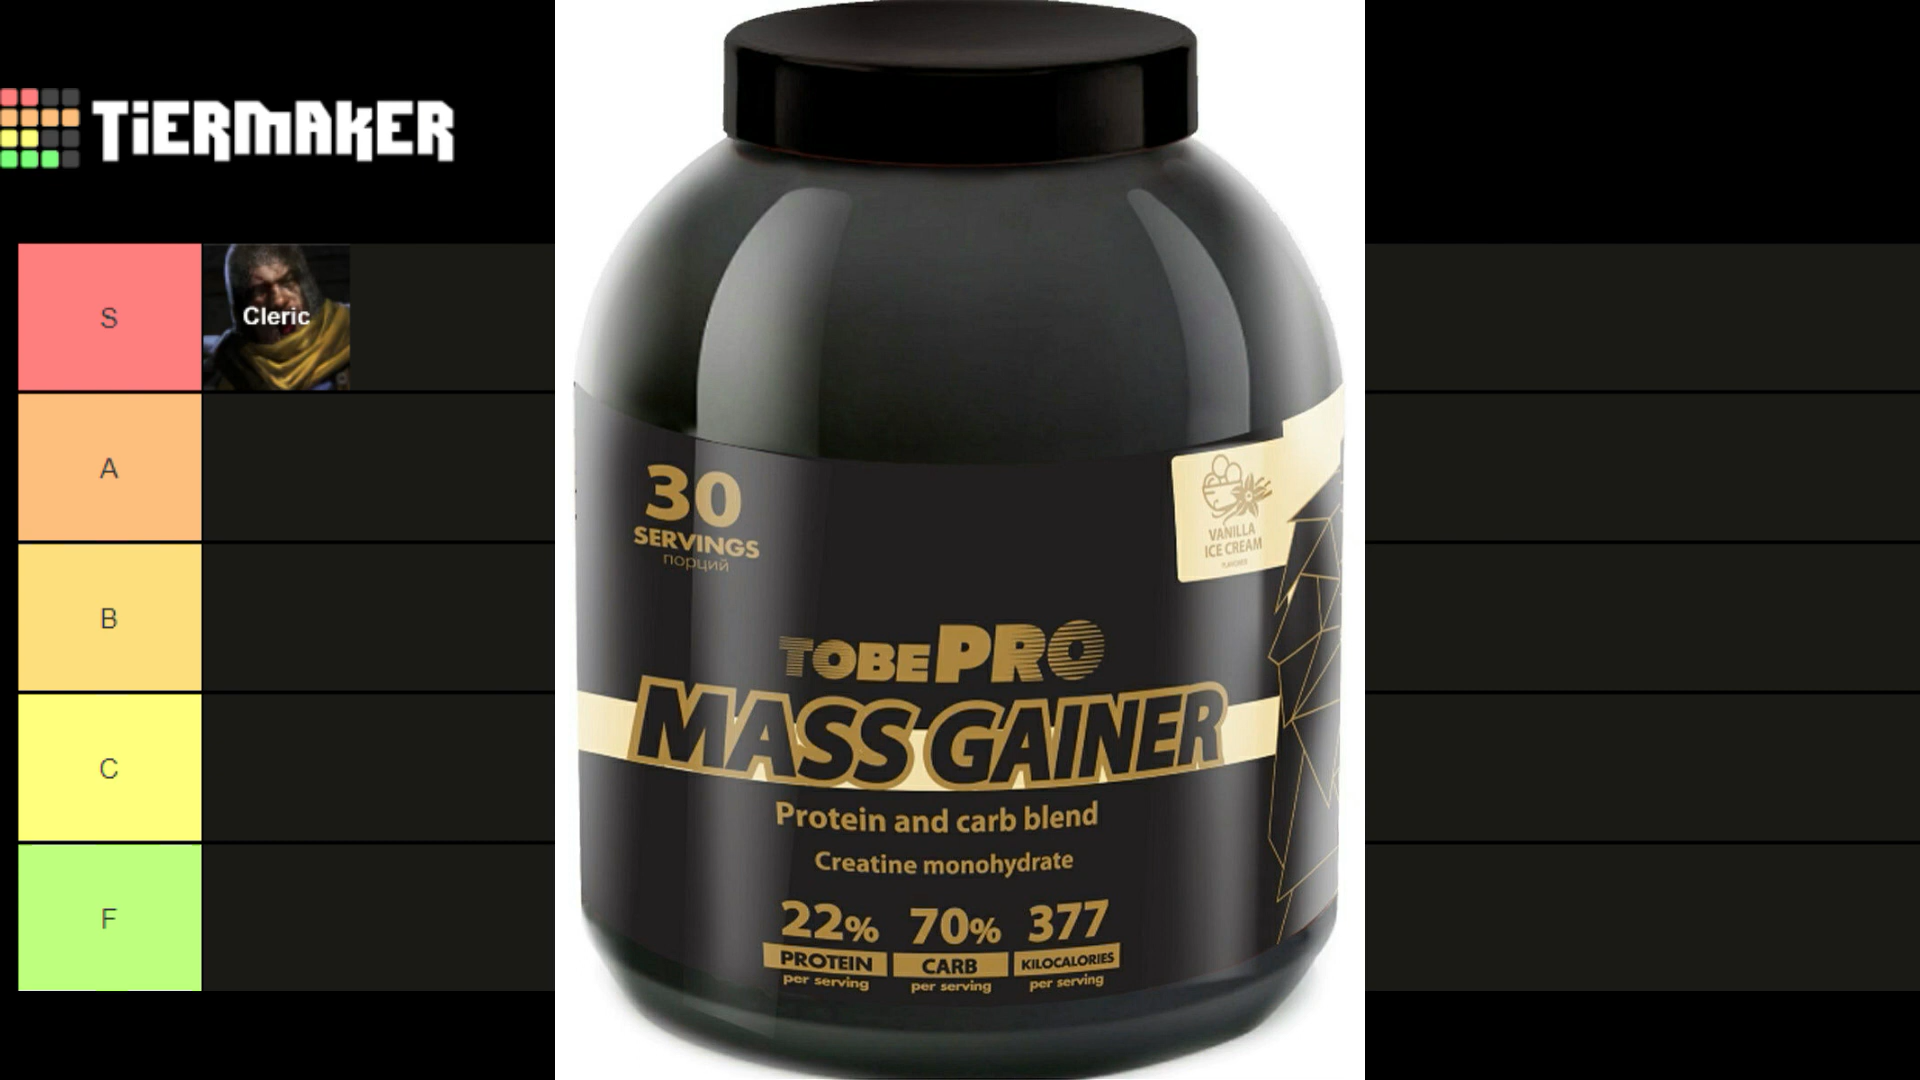 TiERMAKER
S
Cleric
A
B
C
F
30
SERVINGS
порций
VANILLA
ICE CREAM
FLAVORED
TOBEPRO
MASS GAINER
Protein and carb blend
Creatine monohydrate
22% 70% 377
PROTEIN CARB KILOCALORIES
per serving per serving per serving